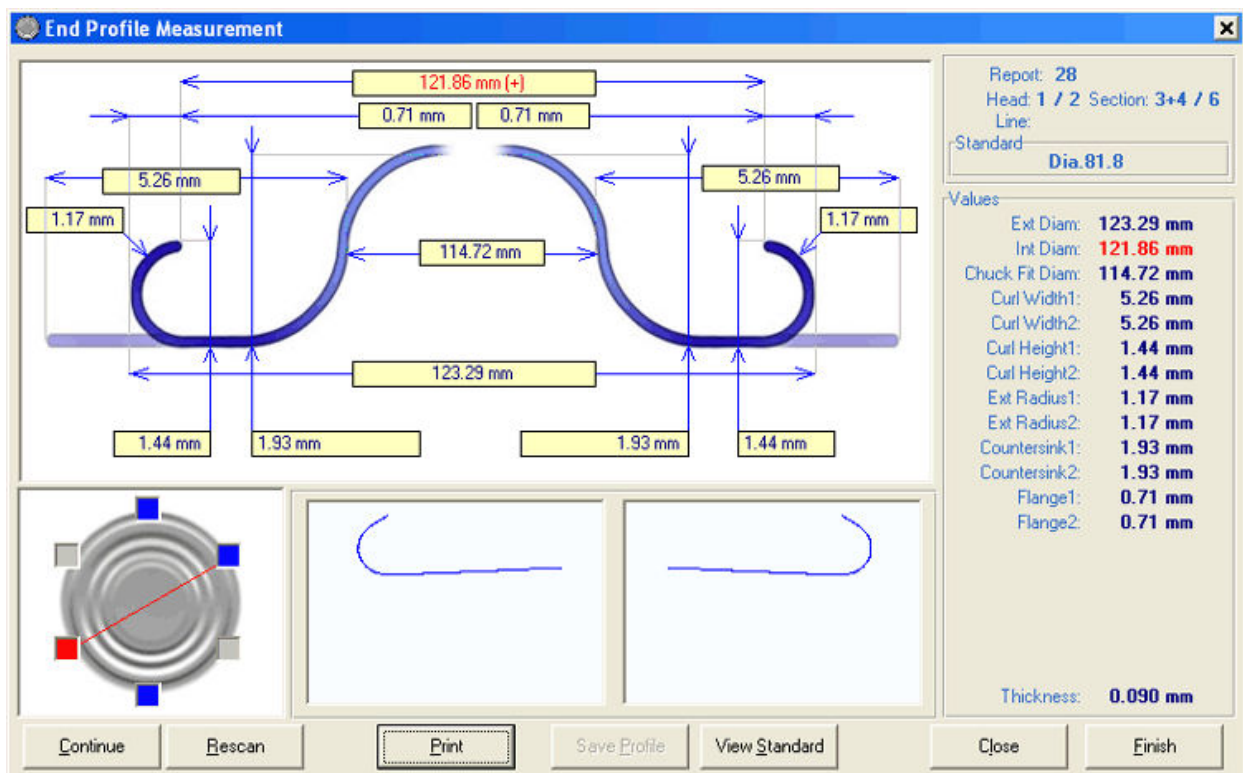 End Profile Measurement
121.86 mm (+)
0.71 mm 0.71 mm
5.26 mm 5.26 mm
1.17 mm 1.17 mm
114.72 mm
123.29 mm
1.44 mm 1.93 mm 1.93 mm 1.44 mm
Report: 28
Head: 1 / 2 Section: 3+4 / 6
Line:
Standard
Dia.81.8
Values
Ext Diam: 123.29 mm
Int Diam: 121.86 mm
Chuck Fit Diam: 114.72 mm
Curl Width1: 5.26 mm
Curl Width2: 5.26 mm
Curl Height1: 1.44 mm
Curl Height2: 1.44 mm
Ext Radius1: 1.17 mm
Ext Radius2: 1.17 mm
Countersink1: 1.93 mm
Countersink2: 1.93 mm
Flange1: 0.71 mm
Flange2: 0.71 mm
Thickness: 0.090 mm
Continue Rescan Print Save Profile View Standard Close Finish